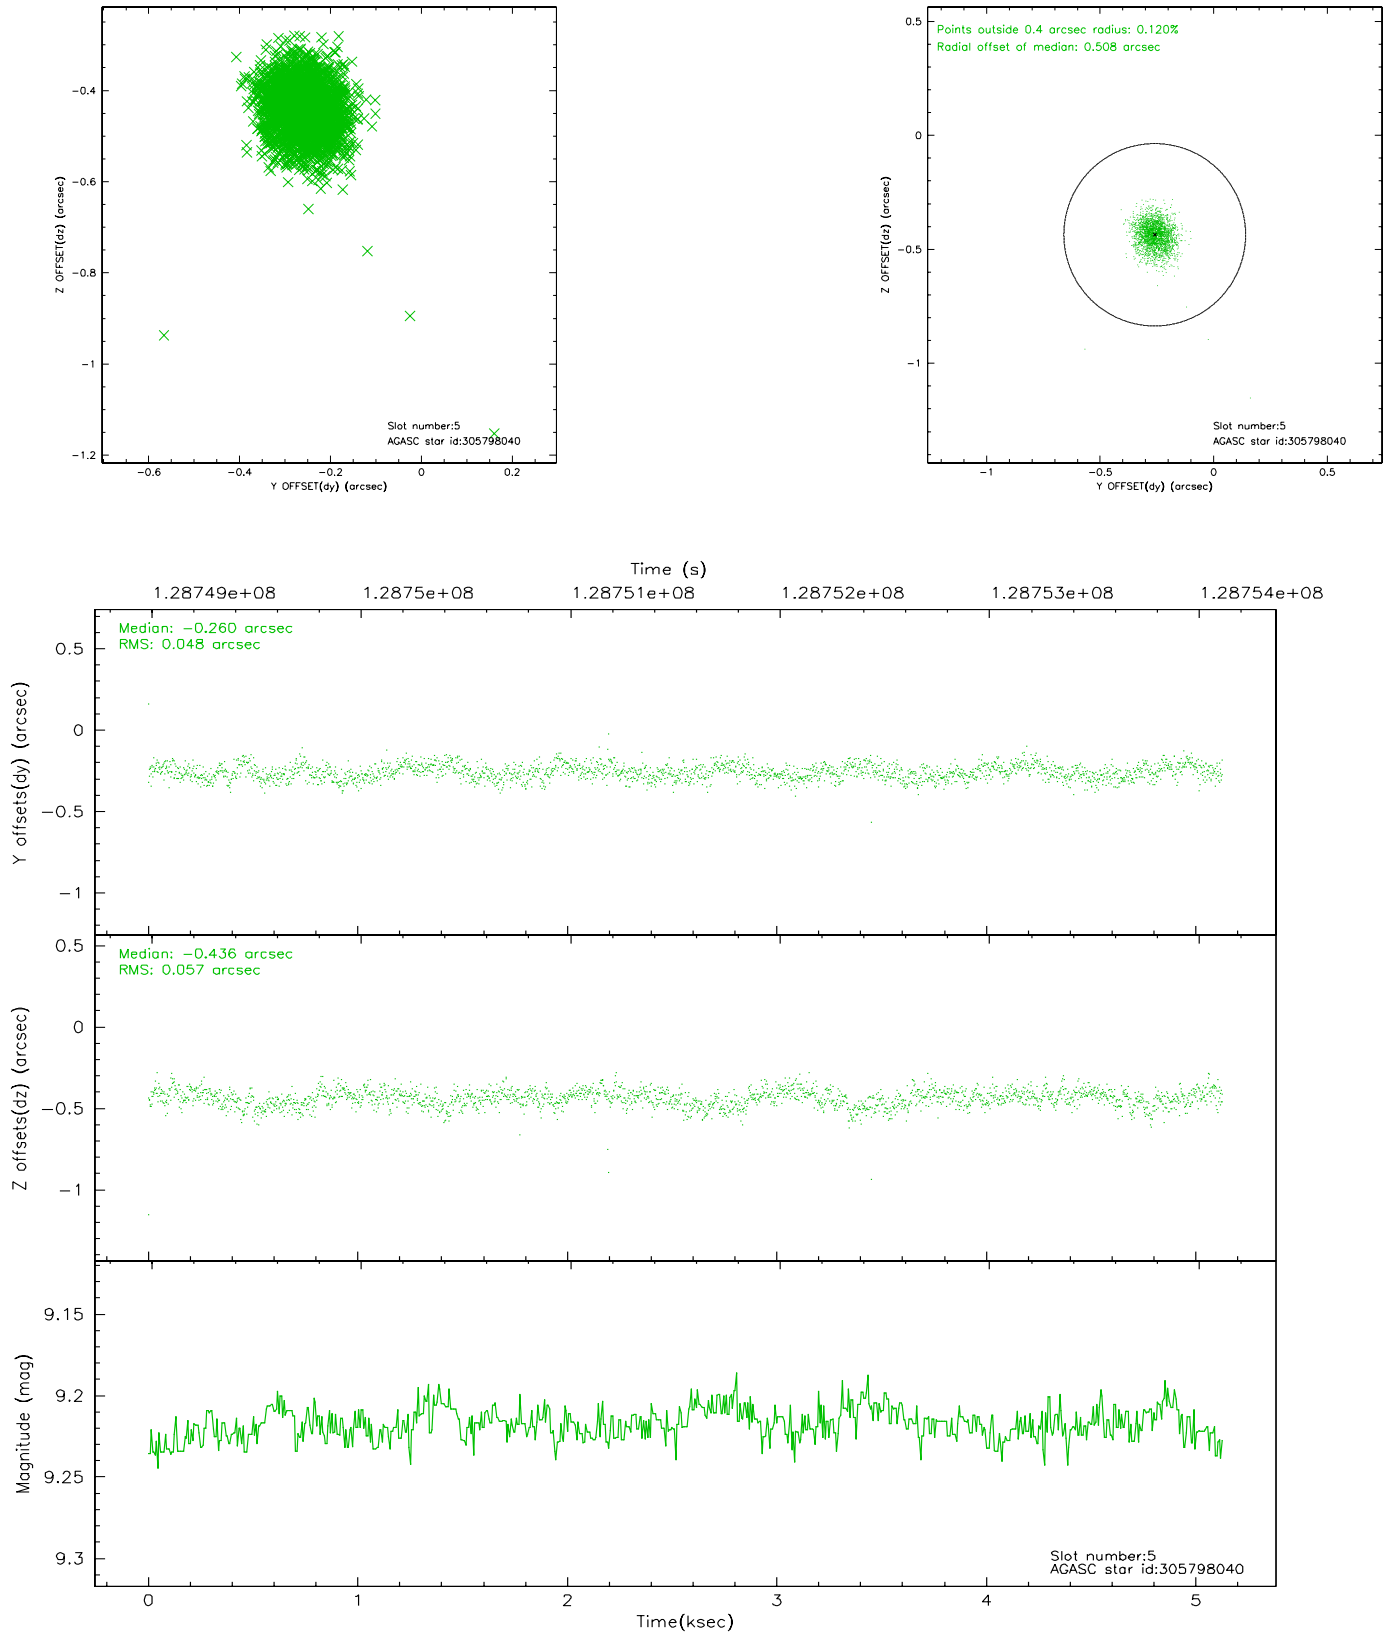 −0.4
−0.6
−0.8
−1
−1.2
Z OFFSET(dz) (arcsec)
−0.6
−0.4
−0.2
0
0.2
Y OFFSET(dy) (arcsec)
Slot number:5
AGASC star id:305798040
Points outside 0.4 arcsec radius: 0.120%
Radial offset of median: 0.508 arcsec
0.5
0
−0.5
−1
Z OFFSET(dz) (arcsec)
−1
−0.5
0
0.5
Y OFFSET(dy) (arcsec)
Slot number:5
AGASC star id:305798040
Time (s)
1.28749e+08
1.2875e+08
1.28751e+08
1.28752e+08
1.28753e+08
1.28754e+08
Median: −0.260 arcsec
RMS: 0.048 arcsec
0.5
0
−0.5
−1
Y offsets(dy) (arcsec)
Median: −0.436 arcsec
RMS: 0.057 arcsec
0.5
0
−0.5
−1
Z offsets(dz) (arcsec)
9.15
9.2
9.25
9.3
Magnitude (mag)
Slot number:5
AGASC star id:305798040
0
1
2
3
4
5
Time(ksec)